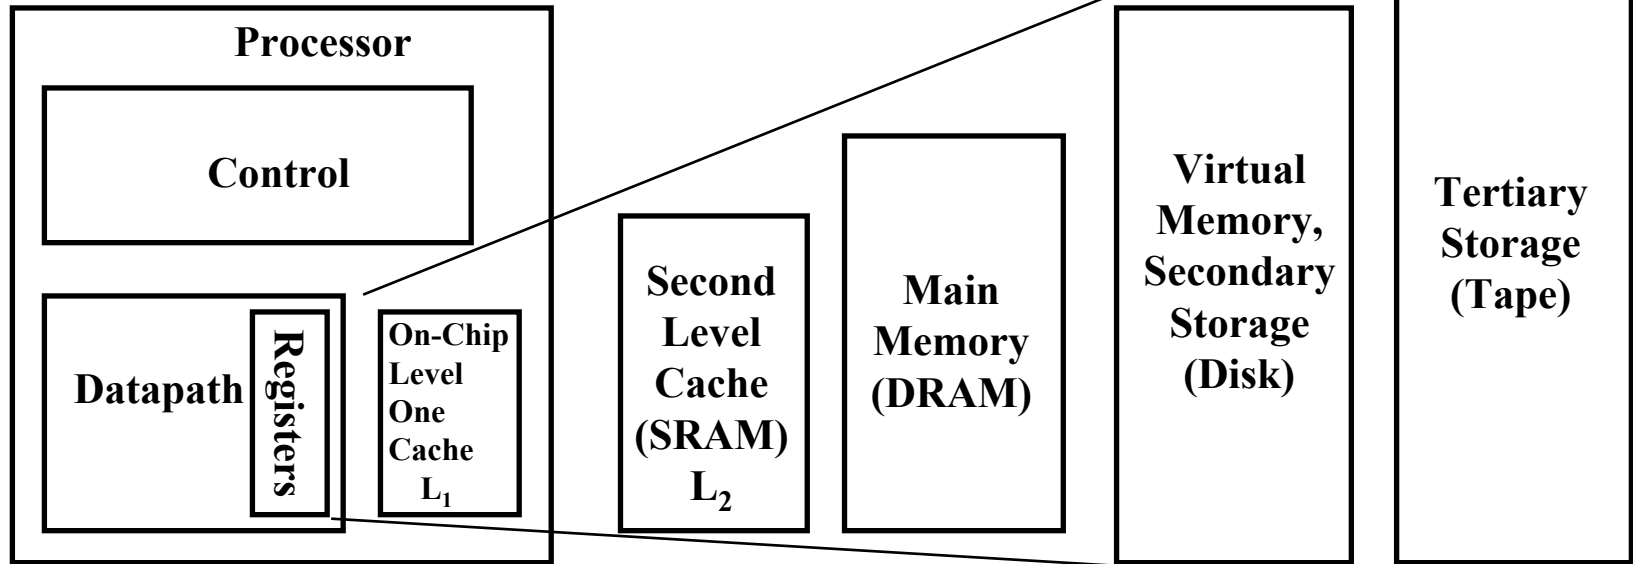 Processor
Control
Datapath
Registers
On-Chip
Level
One
Cache
L₁
Second
Level
Cache
(SRAM)
L₂
Main
Memory
(DRAM)
Virtual
Memory,
Secondary
Storage
(Disk)
Tertiary
Storage
(Tape)